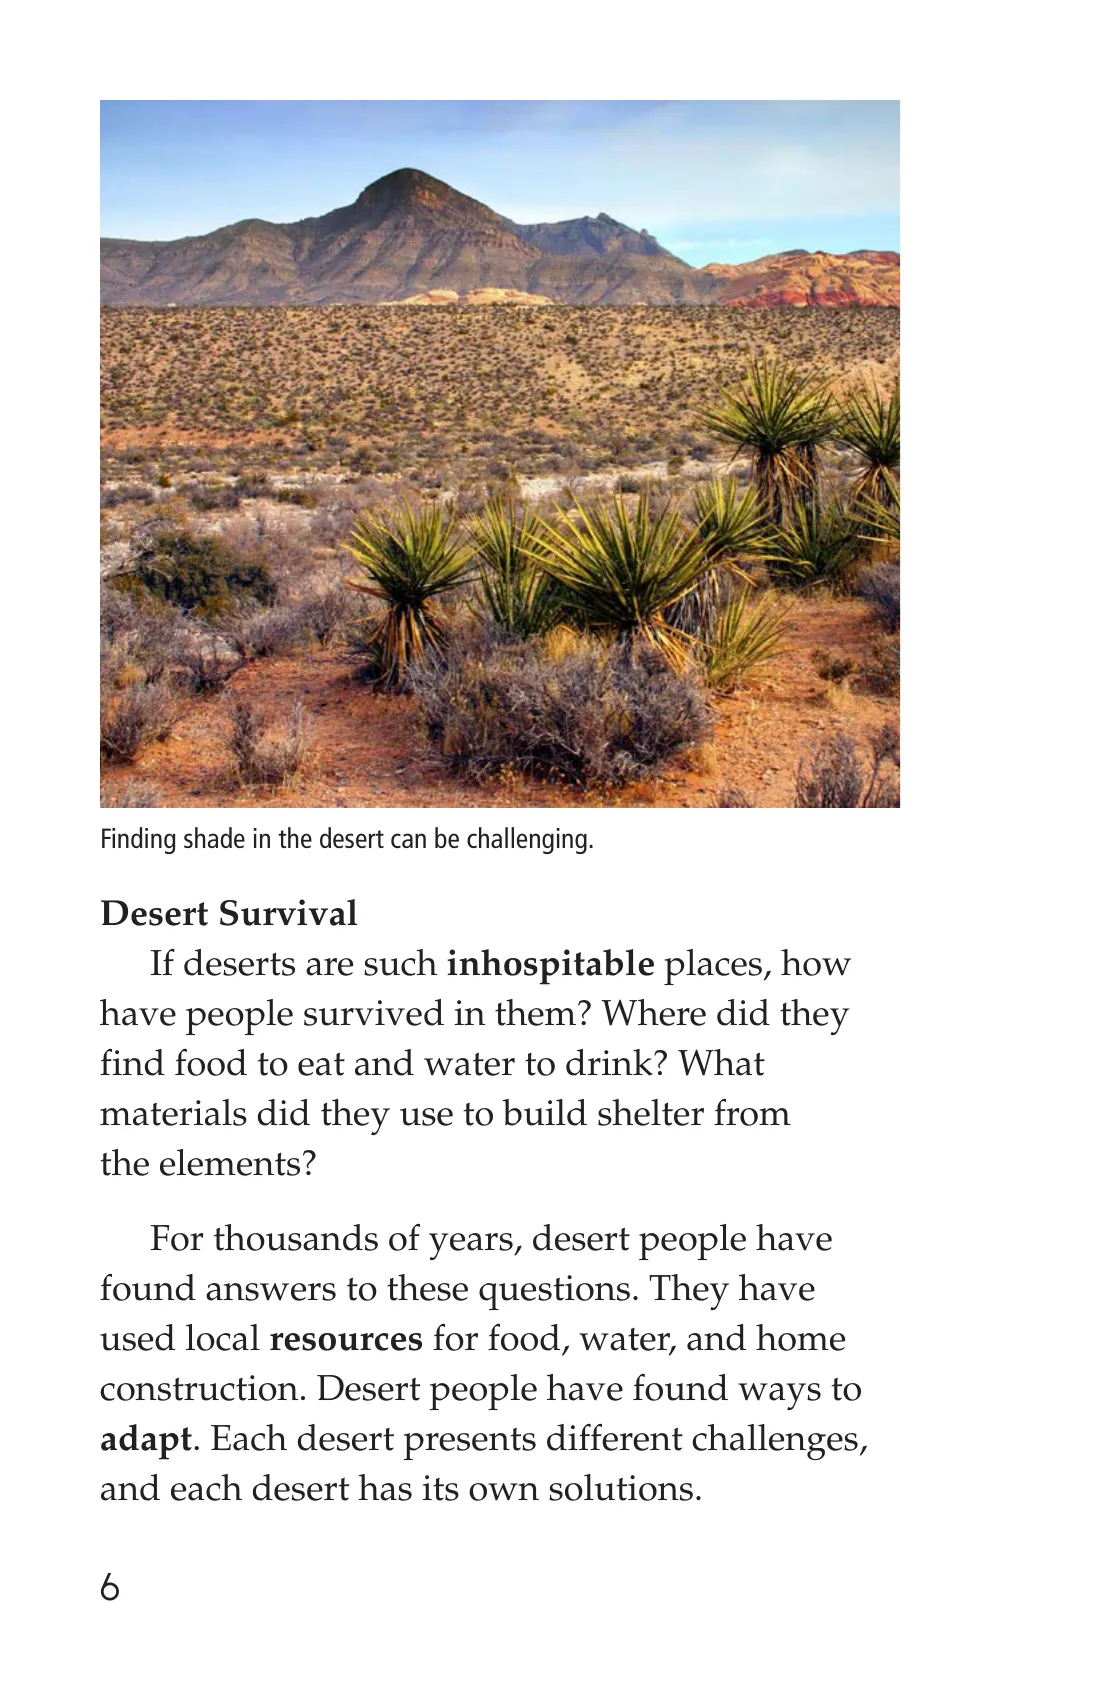 Finding shade in the desert can be challenging.
Desert Survival
If deserts are such inhospitable places, how
have people survived in them? Where did they
find food to eat and water to drink? What
materials did they use to build shelter from
the elements?
For thousands of years, desert people have
found answers to these questions. They have
used local resources for food, water, and home
construction. Desert people have found ways to
adapt. Each desert presents different challenges,
and each desert has its own solutions.
6